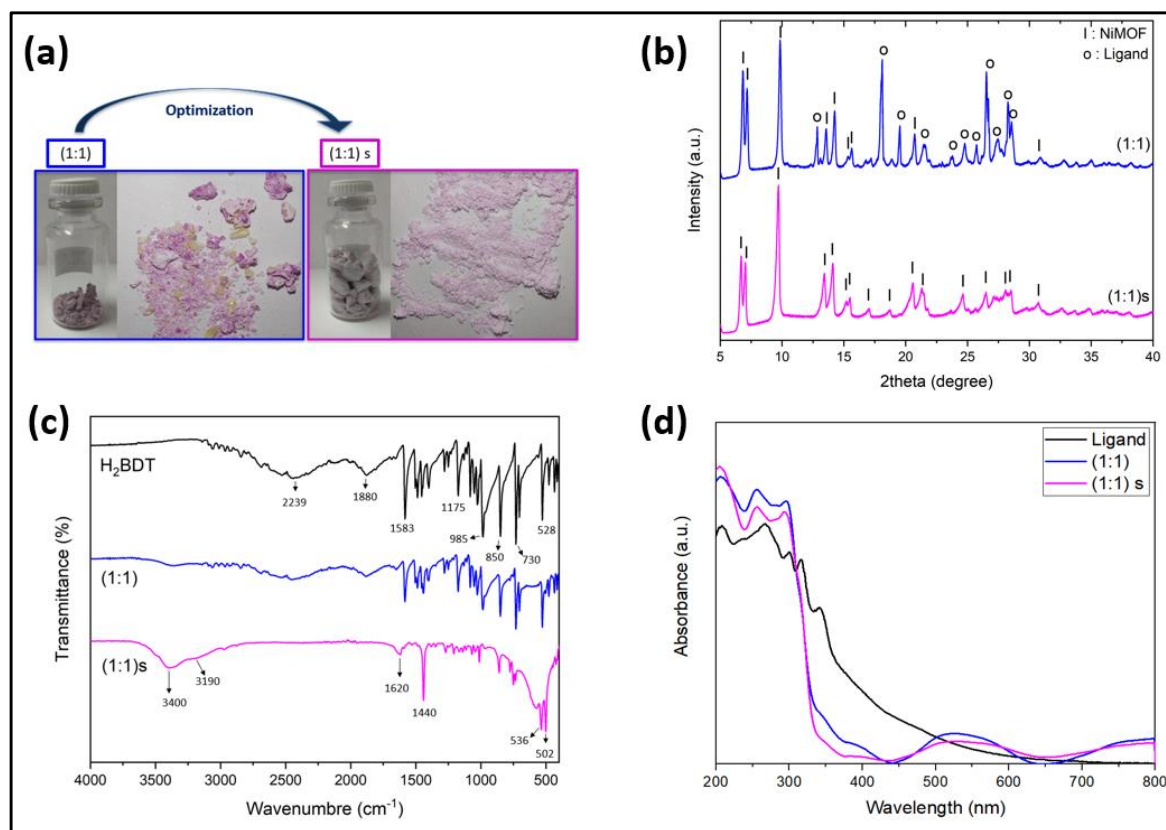 (a)
Optimization
(1:1)
(1:1) s
(b)
I : NiMOF
o : Ligand
I I I o I I I I o o I o o o o o o o o I
(1:1)
I I I I I I I I I I I I I I I I I
(1:1)s
Intensity (a.u.)
5 10 15 20 25 30 35 40
2theta (degree)
(c)
H₂BDT
2239 1880 1583 1175 985 850 730 528
(1:1)
(1:1)s
3400 3190 1620 1440 536 502
Transmittance (%)
4000 3500 3000 2500 2000 1500 1000 500
Wavenumbre (cm⁻¹)
(d)
Ligand
(1:1)
(1:1) s
Absorbance (a.u.)
200 300 400 500 600 700 800
Wavelength (nm)